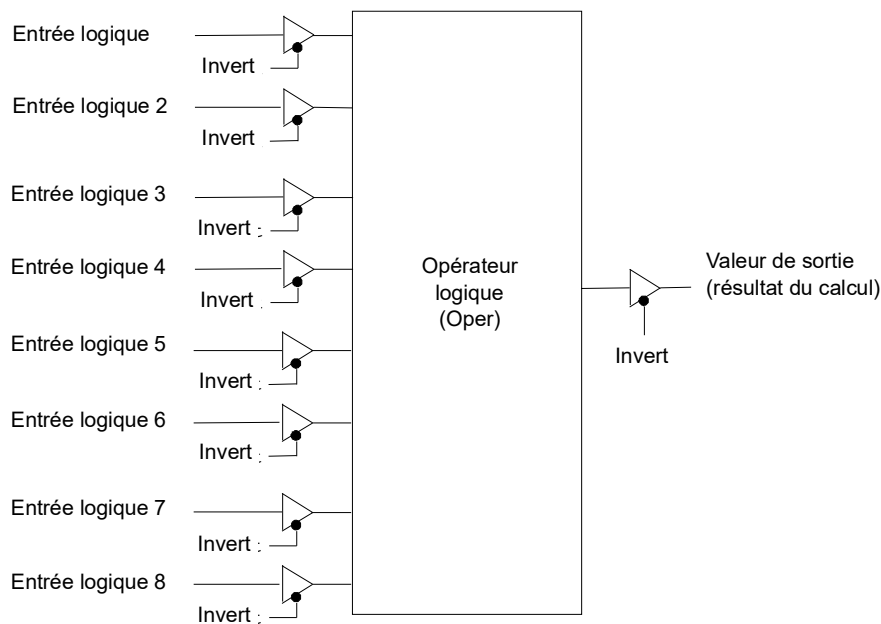 Entrée logique
Invert
Entrée logique 2
Invert
Entrée logique 3
Invert :
Entrée logique 4
Invert :
Entrée logique 5
Invert :
Entrée logique 6
Invert :
Entrée logique 7
Invert :
Entrée logique 8
Invert :
Opérateur
logique
(Oper)
Valeur de sortie
(résultat du calcul)
Invert